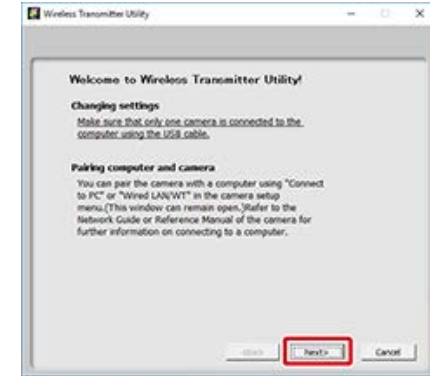 Wireless Transmitter Utility
Welcome to Wireless Transmitter Utility!
Changing settings
Make sure that only one camera is connected to the
computer using the USB cable.
Pairing computer and camera
You can pair the camera with a computer using "Connect
to PC" or "Wired LAN/WT" in the camera setup
menu.(This window can remain open.)Refer to the
Network Guide or Reference Manual of the camera for
further information on connecting to a computer.
<Back
Next>
Cancel